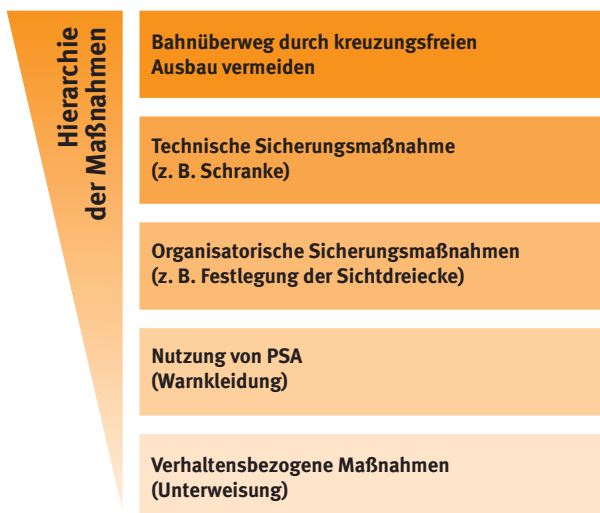 Hierarchie
der Maßnahmen
Bahnüberweg durch kreuzungsfreien
Ausbau vermeiden
Technische Sicherungsmaßnahme
(z. B. Schranke)
Organisatorische Sicherungsmaßnahmen
(z. B. Festlegung der Sichtdreiecke)
Nutzung von PSA
(Warnkleidung)
Verhaltensbezogene Maßnahmen
(Unterweisung)